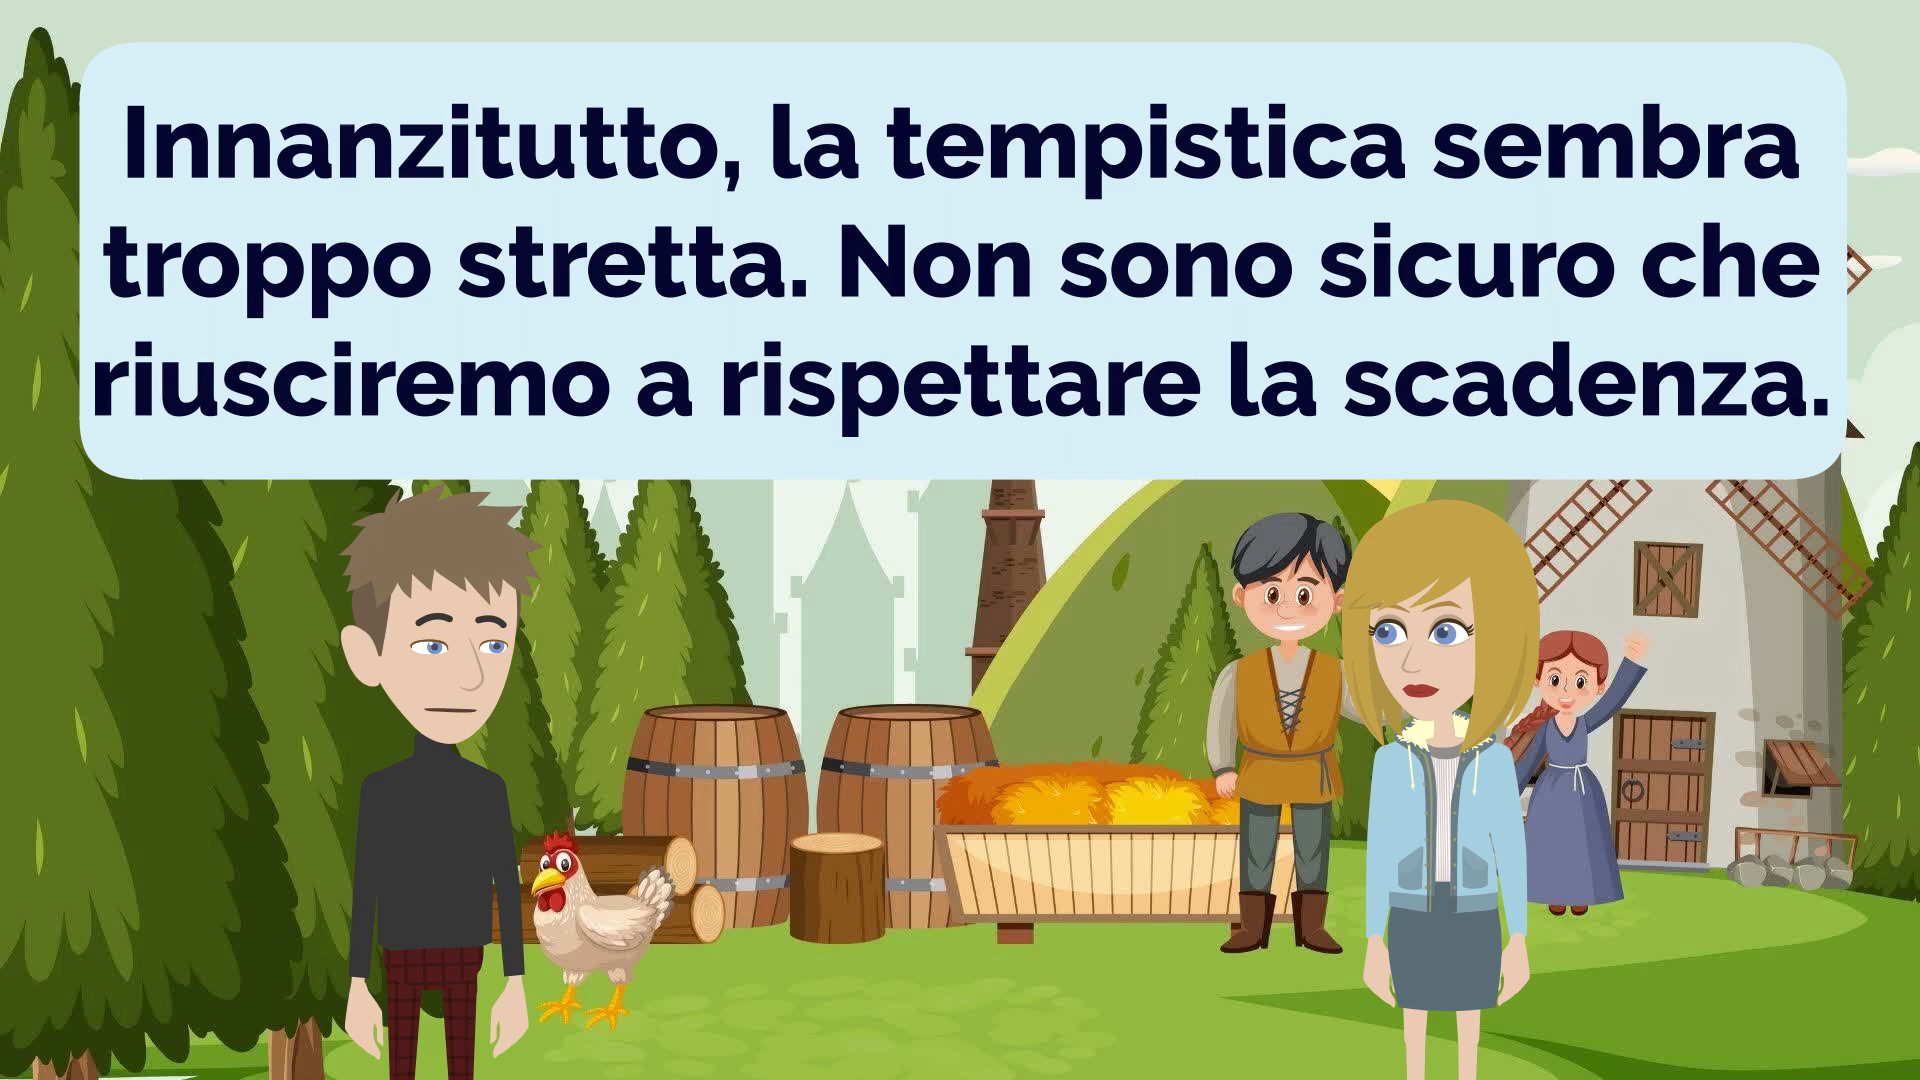 Innanzitutto, la tempistica sembra
troppo stretta. Non sono sicuro che
riusciremo a rispettare la scadenza.